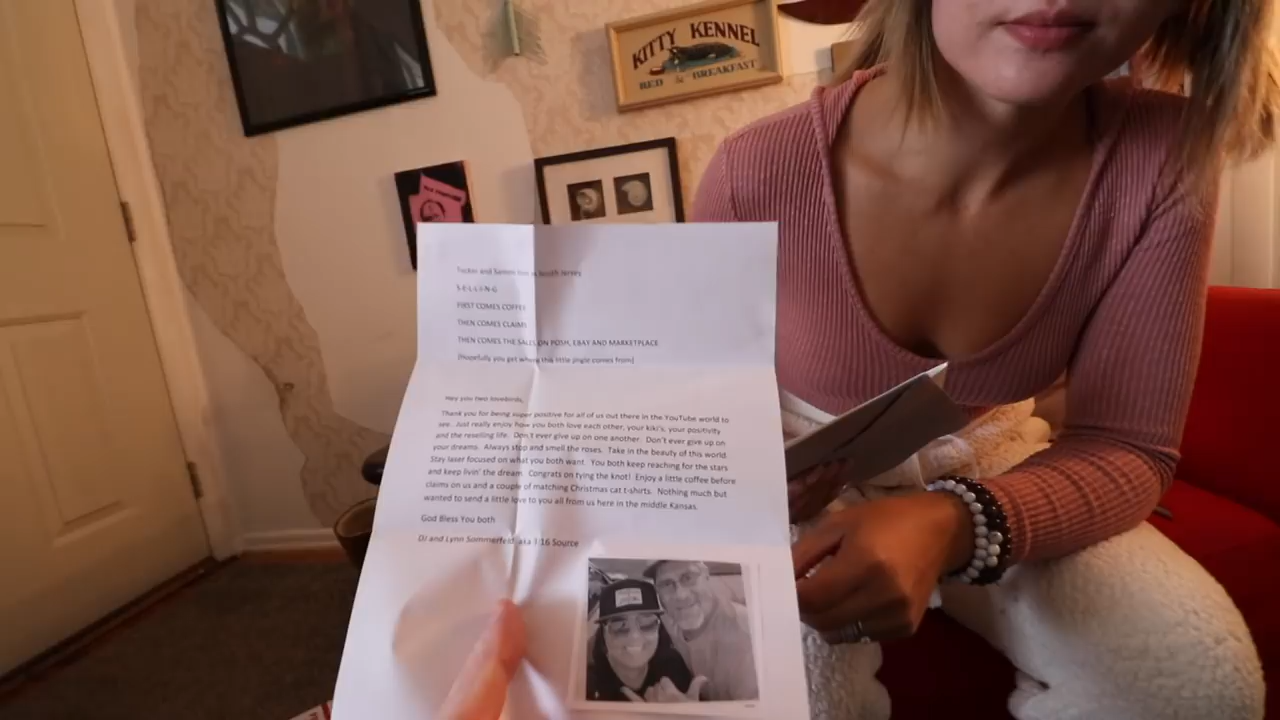 KITTY KENNEL
BED & BREAKFAST
Tucker and Sammi in South Jersey
S-E-L-L-I-N-G
FIRST COMES COFFEE
THEN COMES CLAIMS
THEN COMES THE SALES ON POSH, EBAY AND MARKETPLACE
(Hopefully you get where this little jingle comes from)
Hey you two lovebirds,
Thank you for being super positive for all of us out there in the YouTube world to
see. Just really enjoy how you both love each other, your kiki's, your positivity
and the reselling life. Don't ever give up on one another. Don't ever give up on
your dreams. Always stop and smell the roses. Take in the beauty of this world.
Stay laser focused on what you both want. You both keep reaching for the stars
and keep livin' the dream. Congrats on tying the knot! Enjoy a little coffee before
claims on us and a couple of matching Christmas cat t-shirts. Nothing much but
wanted to send a little love to you all from us here in the middle Kansas.
God Bless You both
DJ and Lynn Sommerfeld aka 3:16 Source